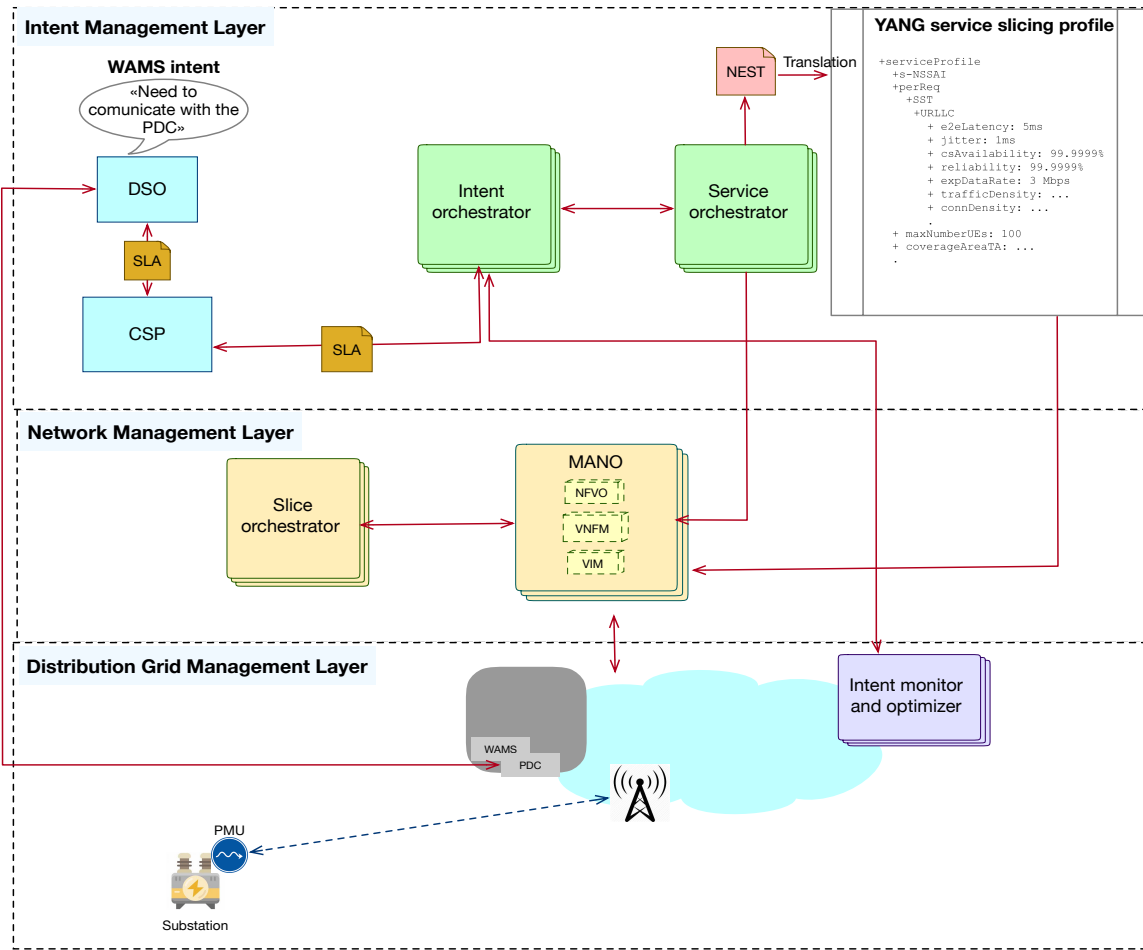 Intent Management Layer
WAMS intent
«Need to
comunicate with the
PDC»
DSO
SLA
CSP
SLA
Intent
orchestrator
Service
orchestrator
NEST
Translation
YANG service slicing profile
+serviceProfile
+s-NSSAI
+perReq
+SST
+URLLC
+ e2eLatency: 5ms
+ jitter: 1ms
+ csAvailability: 99.9999%
+ reliability: 99.9999%
+ expDataRate: 3 Mbps
+ trafficDensity: ...
+ connDensity: ...
.
+ maxNumberUEs: 100
+ coverageAreaTA: ...
.
Network Management Layer
Slice
orchestrator
MANO
NFVO
VNFM
VIM
Distribution Grid Management Layer
WAMS
PDC
Intent monitor
and optimizer
PMU
Substation